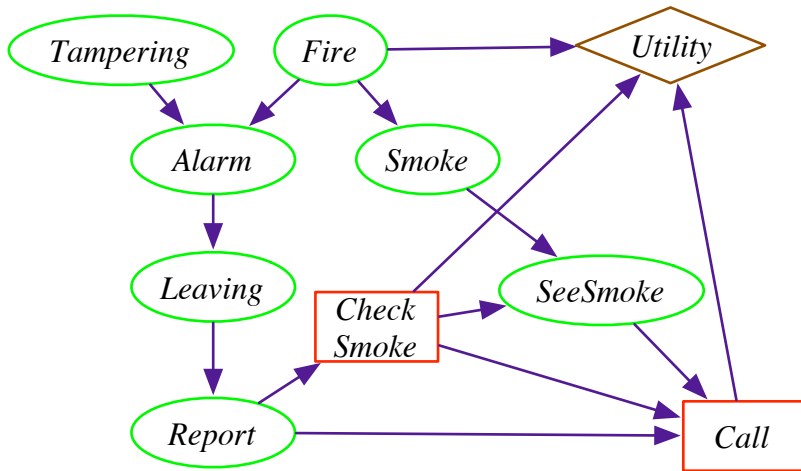 Tampering
Fire
Utility
Alarm
Smoke
Leaving
Check
Smoke
SeeSmoke
Report
Call